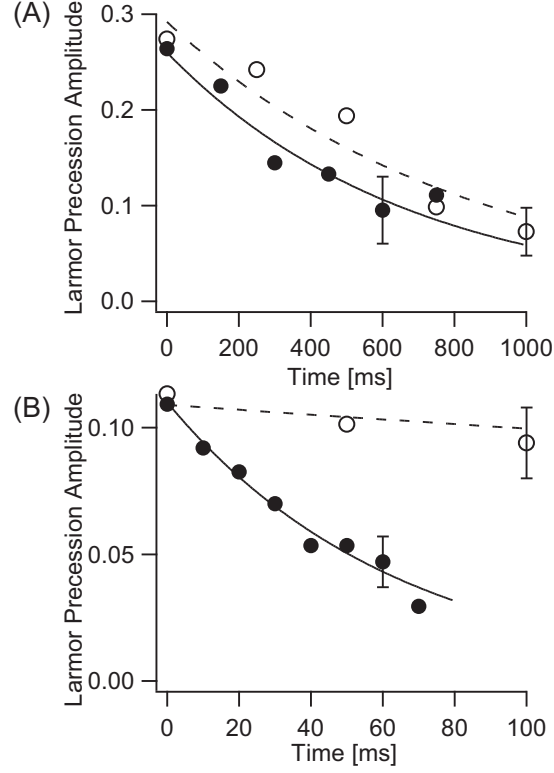 (A)
Larmor Precession Amplitude
0.3
0.2
0.1
0.0
0 200 400 600 800 1000
Time [ms]
(B)
Larmor Precession Amplitude
0.10
0.05
0.00
0 20 40 60 80 100
Time [ms]